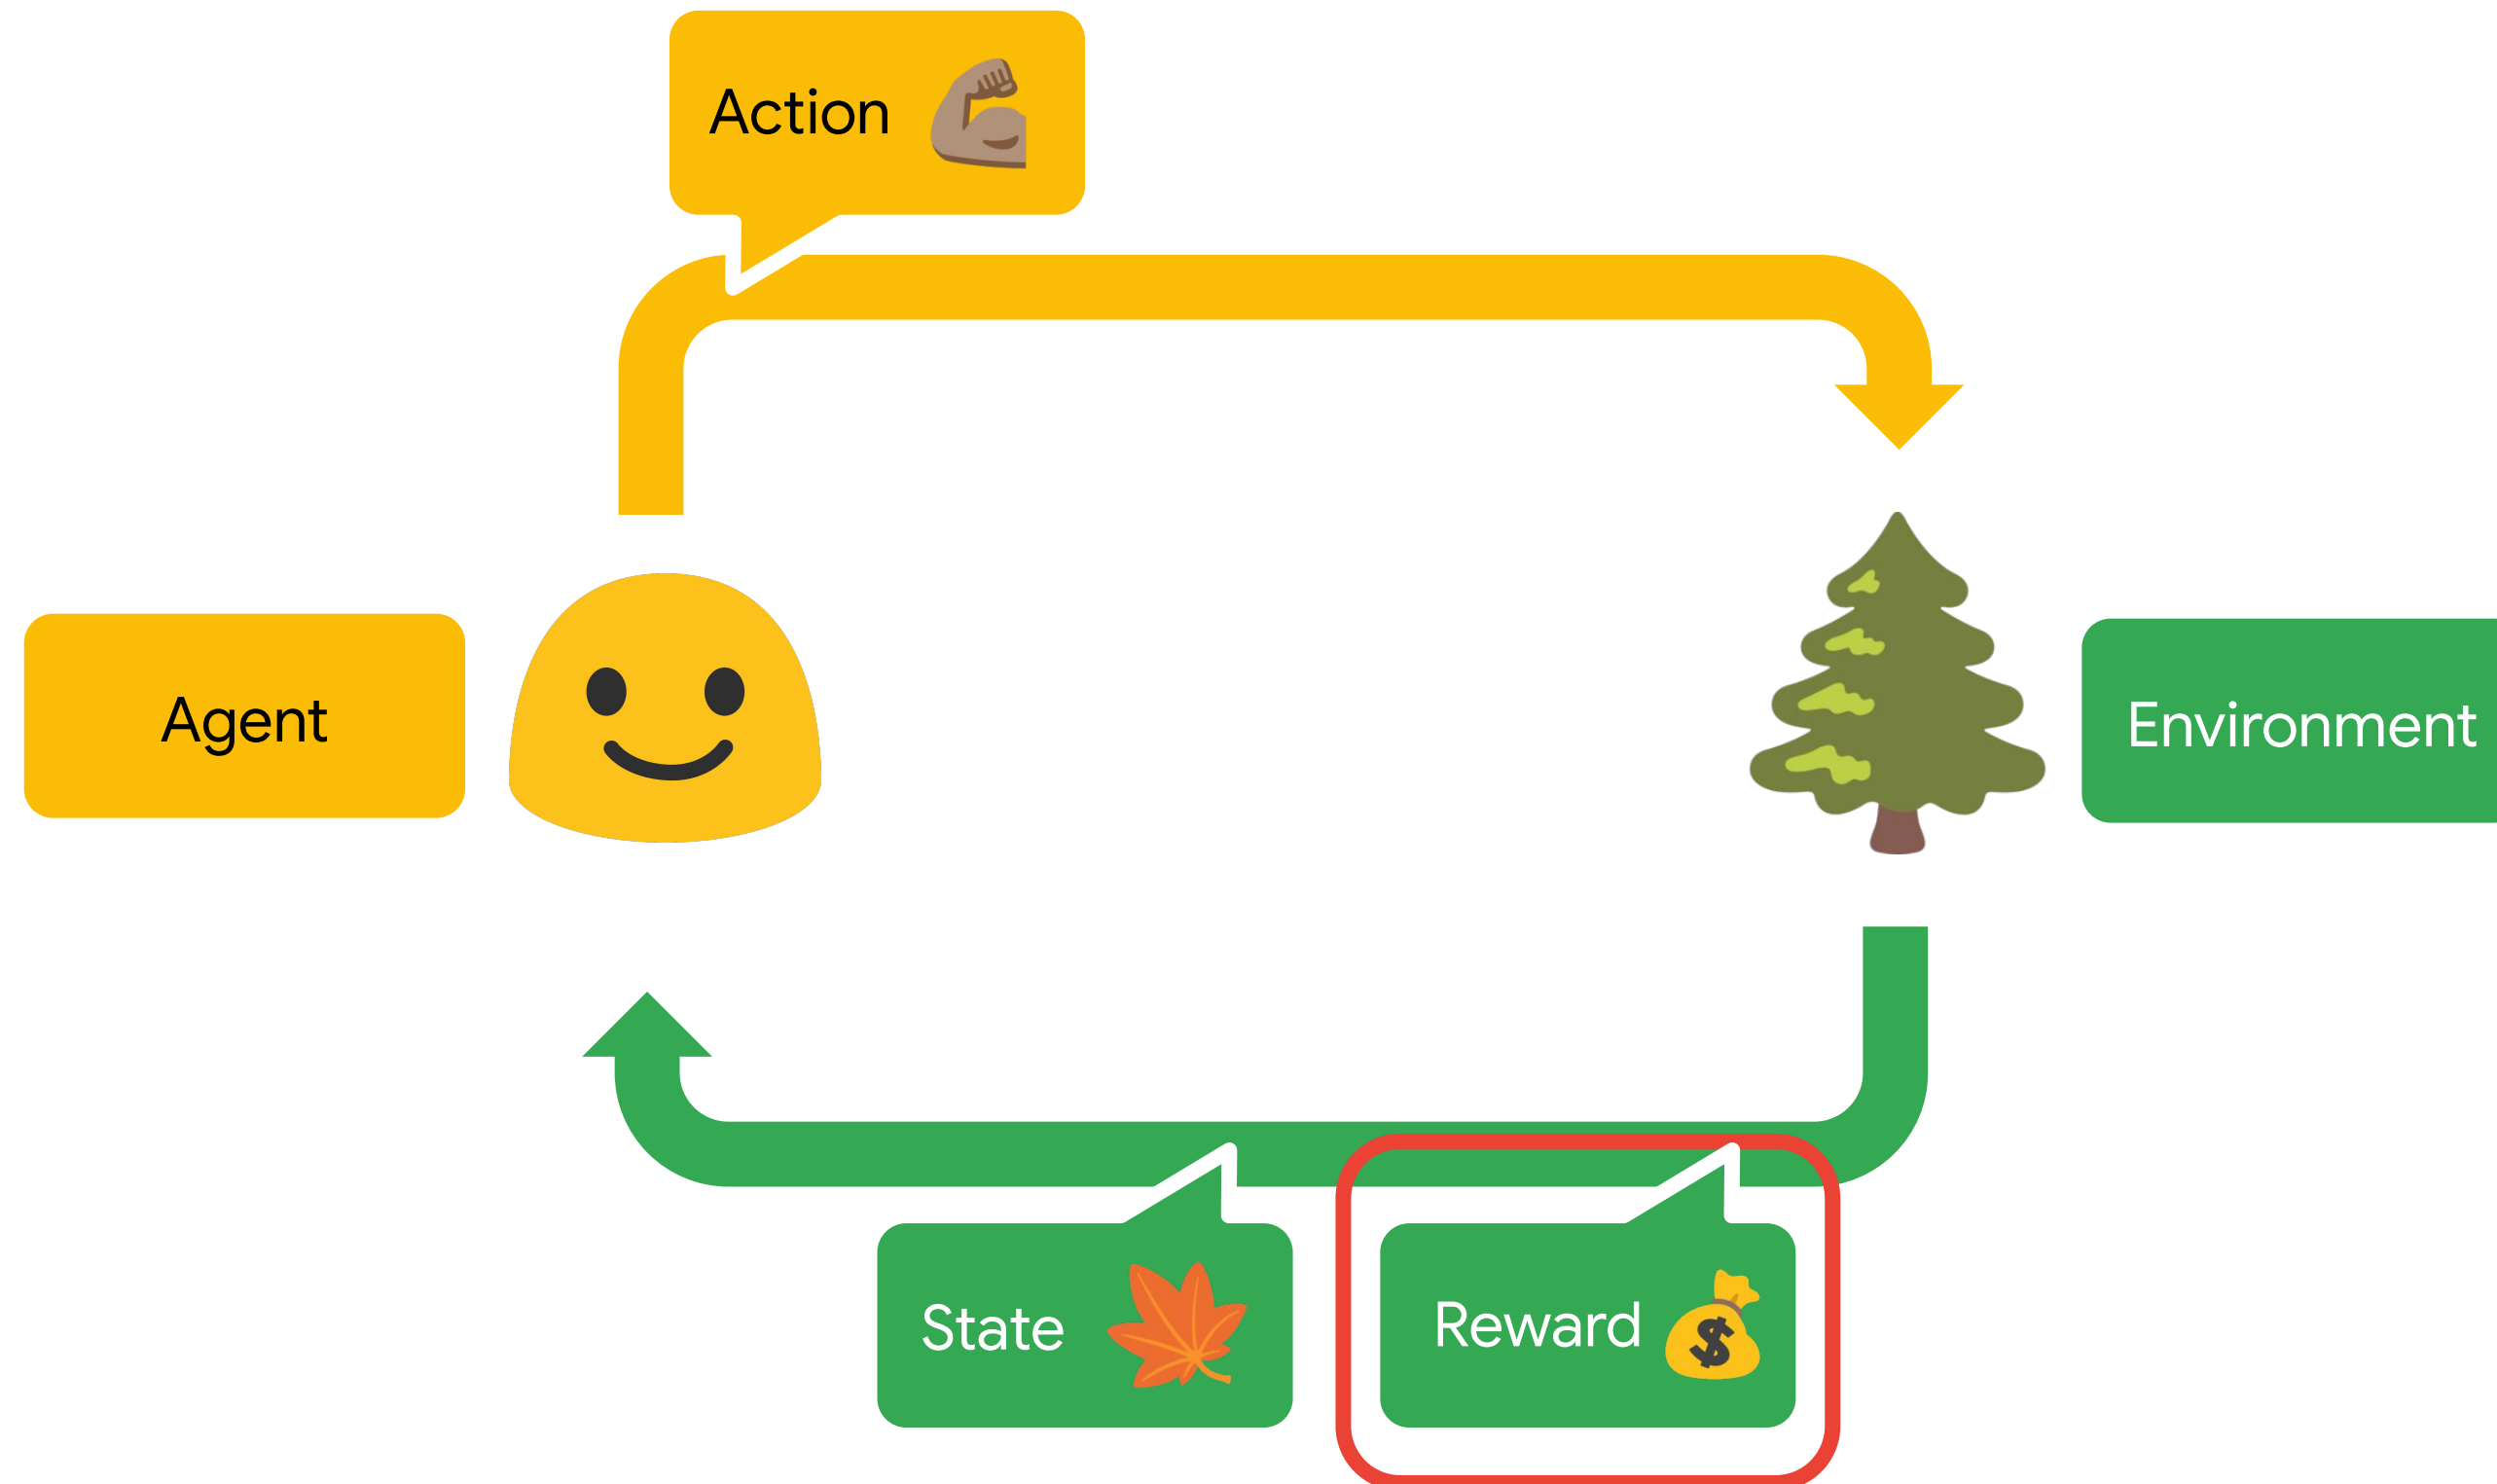 Action
Agent
Environment
State
Reward
$